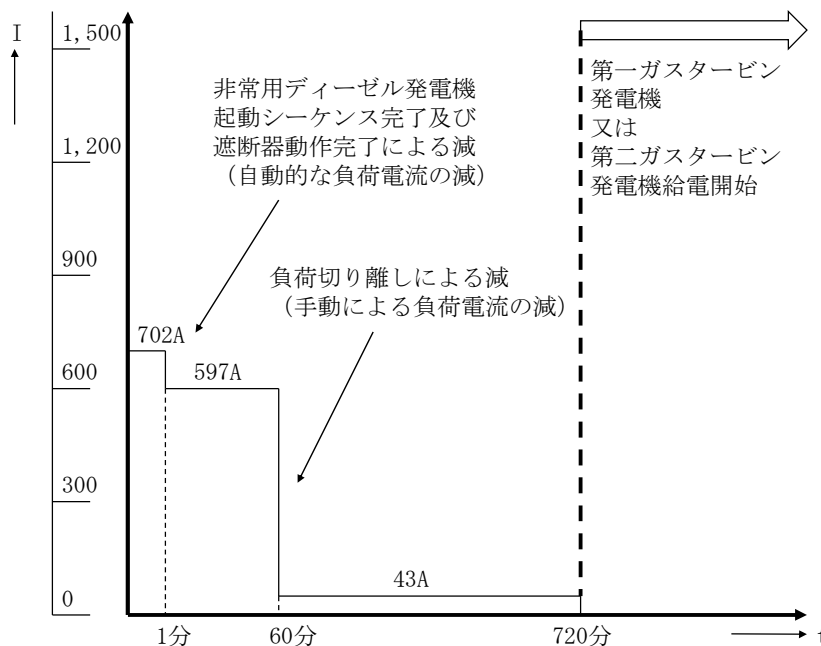 I
1,500
1,200
900
600
300
0
非常用ディーゼル発電機
起動シーケンス完了及び
遮断器動作完了による減
（自動的な負荷電流の減）
負荷切り離しによる減
（手動による負荷電流の減）
第一ガスタービン
発電機
又は
第二ガスタービン
発電機給電開始
702A
597A
43A
1分
60分
720分
t